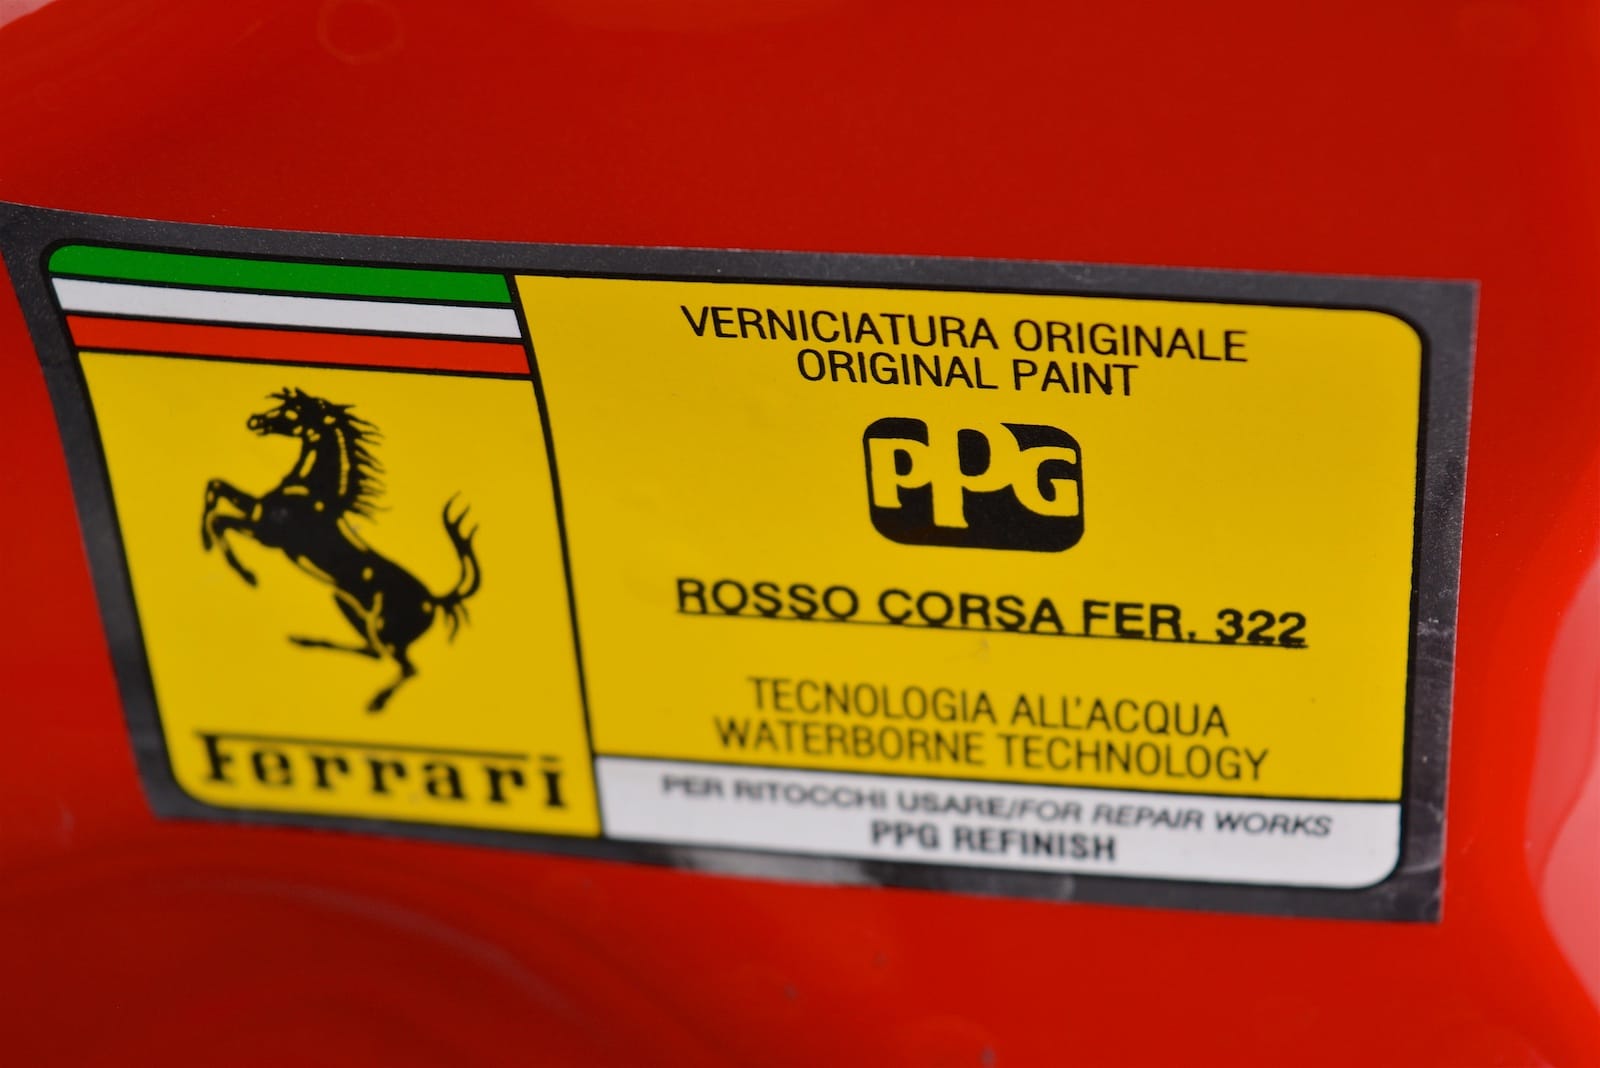 VERNICIATURA ORIGINALE
ORIGINAL PAINT
PPG
ROSSO CORSA FER. 322
TECNOLOGIA ALL'ACQUA
WATERBORNE TECHNOLOGY
Ferrari
PER RITOCCHI USARE/FOR REPAIR WORKS
PPG REFINISH